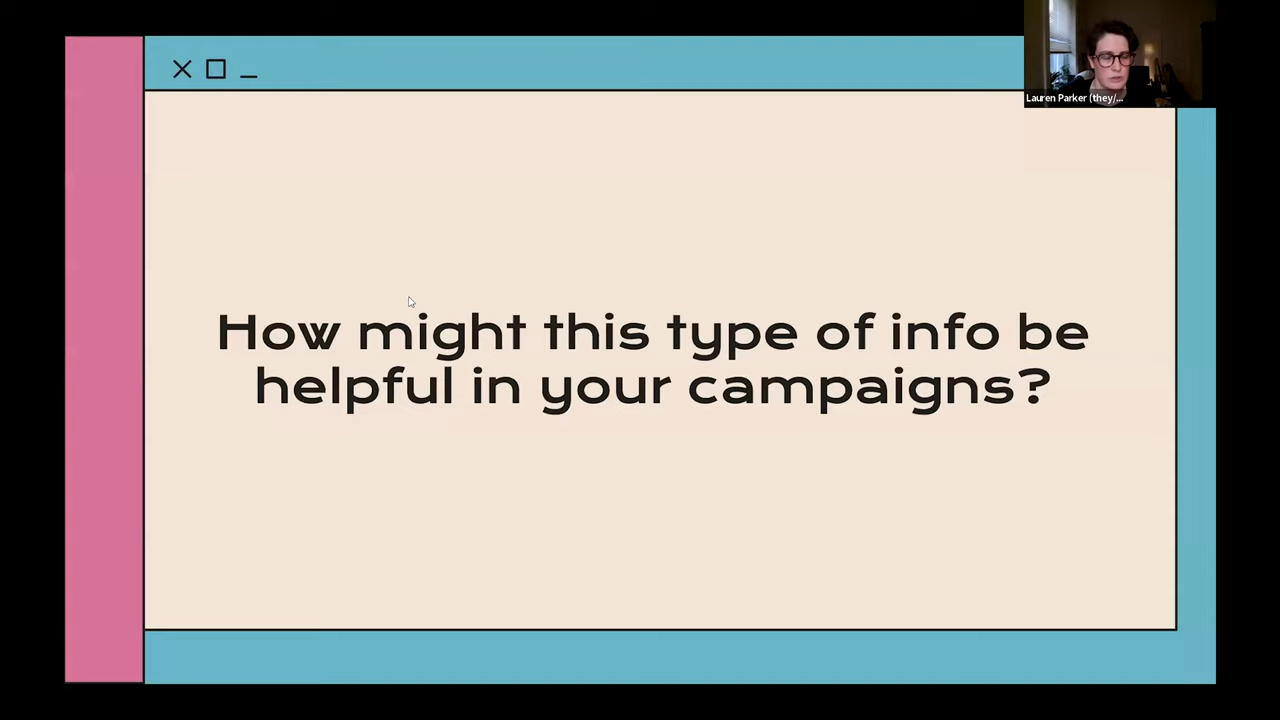 Lauren Parker (they/...
How might this type of info be
helpful in your campaigns?